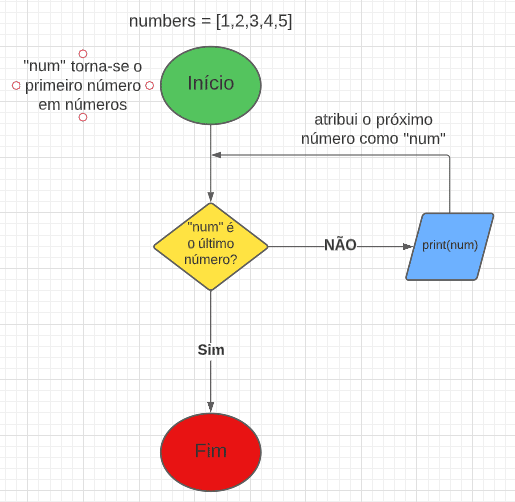 numbers = [1,2,3,4,5]
"num" torna-se o
primeiro número
em números
Início
atribui o próximo
número como "num"
"num" é
o último
número?
NÃO
print(num)
Sim
Fim